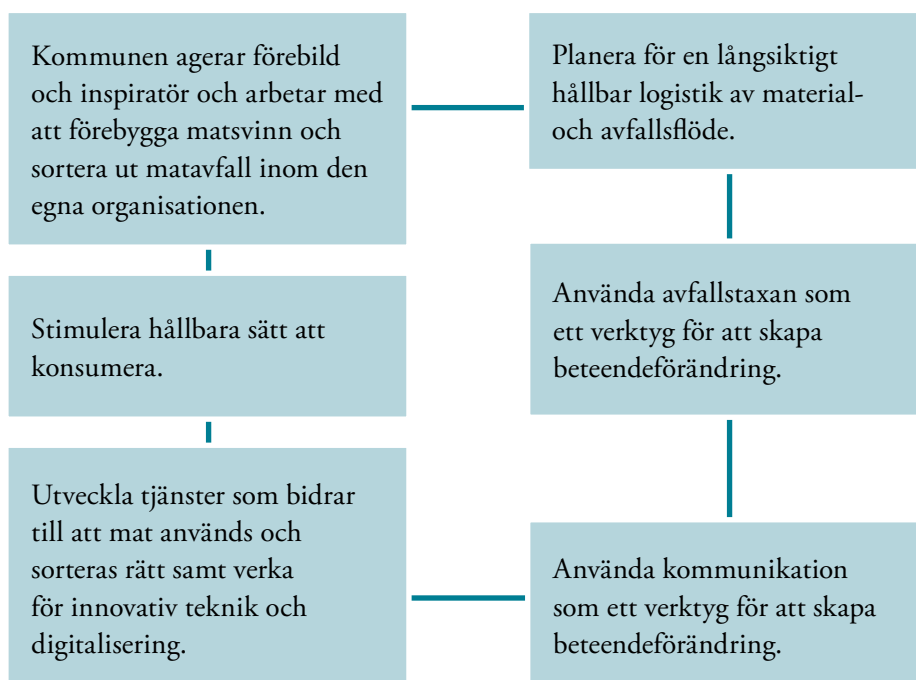 Kommunen agerar förebild
och inspiratör och arbetar med
att förebygga matsvinn och
sortera ut matavfall inom den
egna organisationen.
Planera för en långsiktigt
hållbar logistik av material-
och avfallsflöde.
Stimulera hållbara sätt att
konsumera.
Använda avfallstaxan som
ett verktyg för att skapa
beteendeförändring.
Utveckla tjänster som bidrar
till att mat används och
sorteras rätt samt verka
för innovativ teknik och
digitalisering.
Använda kommunikation
som ett verktyg för att skapa
beteendeförändring.